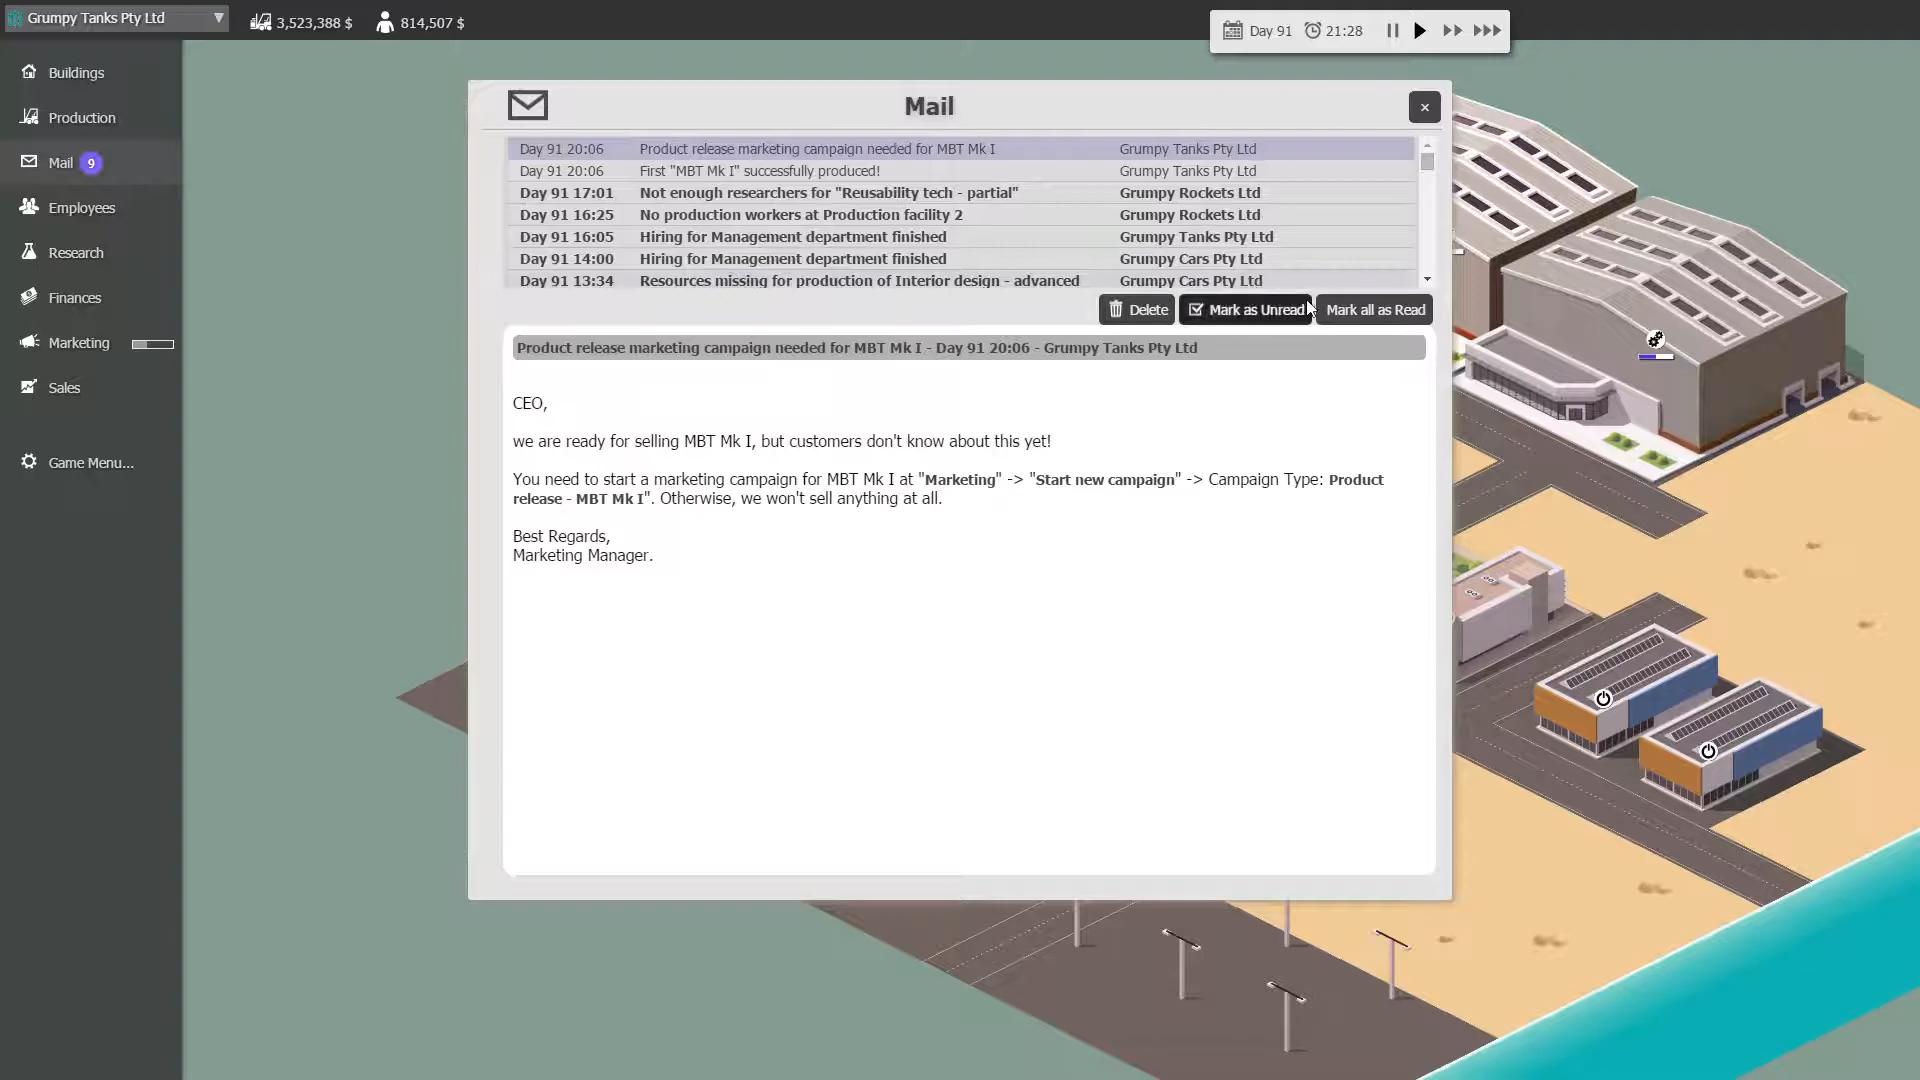 Grumpy Tanks Pty Ltd
3,523,388 $
814,507 $
Day 91
21:28
Buildings
Production
Mail 9
Employees
Research
Finances
Marketing
Sales
Game Menu...
Mail
Day 91 20:06 Product release marketing campaign needed for MBT Mk I Grumpy Tanks Pty Ltd
Day 91 20:06 First "MBT Mk I" successfully produced! Grumpy Tanks Pty Ltd
Day 91 17:01 Not enough researchers for "Reusability tech - partial" Grumpy Rockets Ltd
Day 91 16:25 No production workers at Production facility 2 Grumpy Rockets Ltd
Day 91 16:05 Hiring for Management department finished Grumpy Tanks Pty Ltd
Day 91 14:00 Hiring for Management department finished Grumpy Cars Pty Ltd
Day 91 13:34 Resources missing for production of Interior design - advanced Grumpy Cars Pty Ltd
Delete Mark as Unread Mark all as Read
Product release marketing campaign needed for MBT Mk I - Day 91 20:06 - Grumpy Tanks Pty Ltd
CEO,
we are ready for selling MBT Mk I, but customers don't know about this yet!
You need to start a marketing campaign for MBT Mk I at "Marketing" -> "Start new campaign" -> Campaign Type: Product
release - MBT Mk I". Otherwise, we won't sell anything at all.
Best Regards,
Marketing Manager.